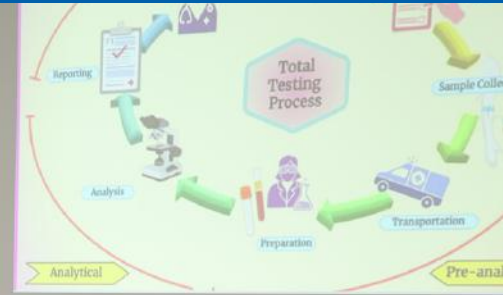 Total
Testing
Process
Reporting
Sample Colle
Analysis
Transportation
Preparation
Analytical
Pre-anal